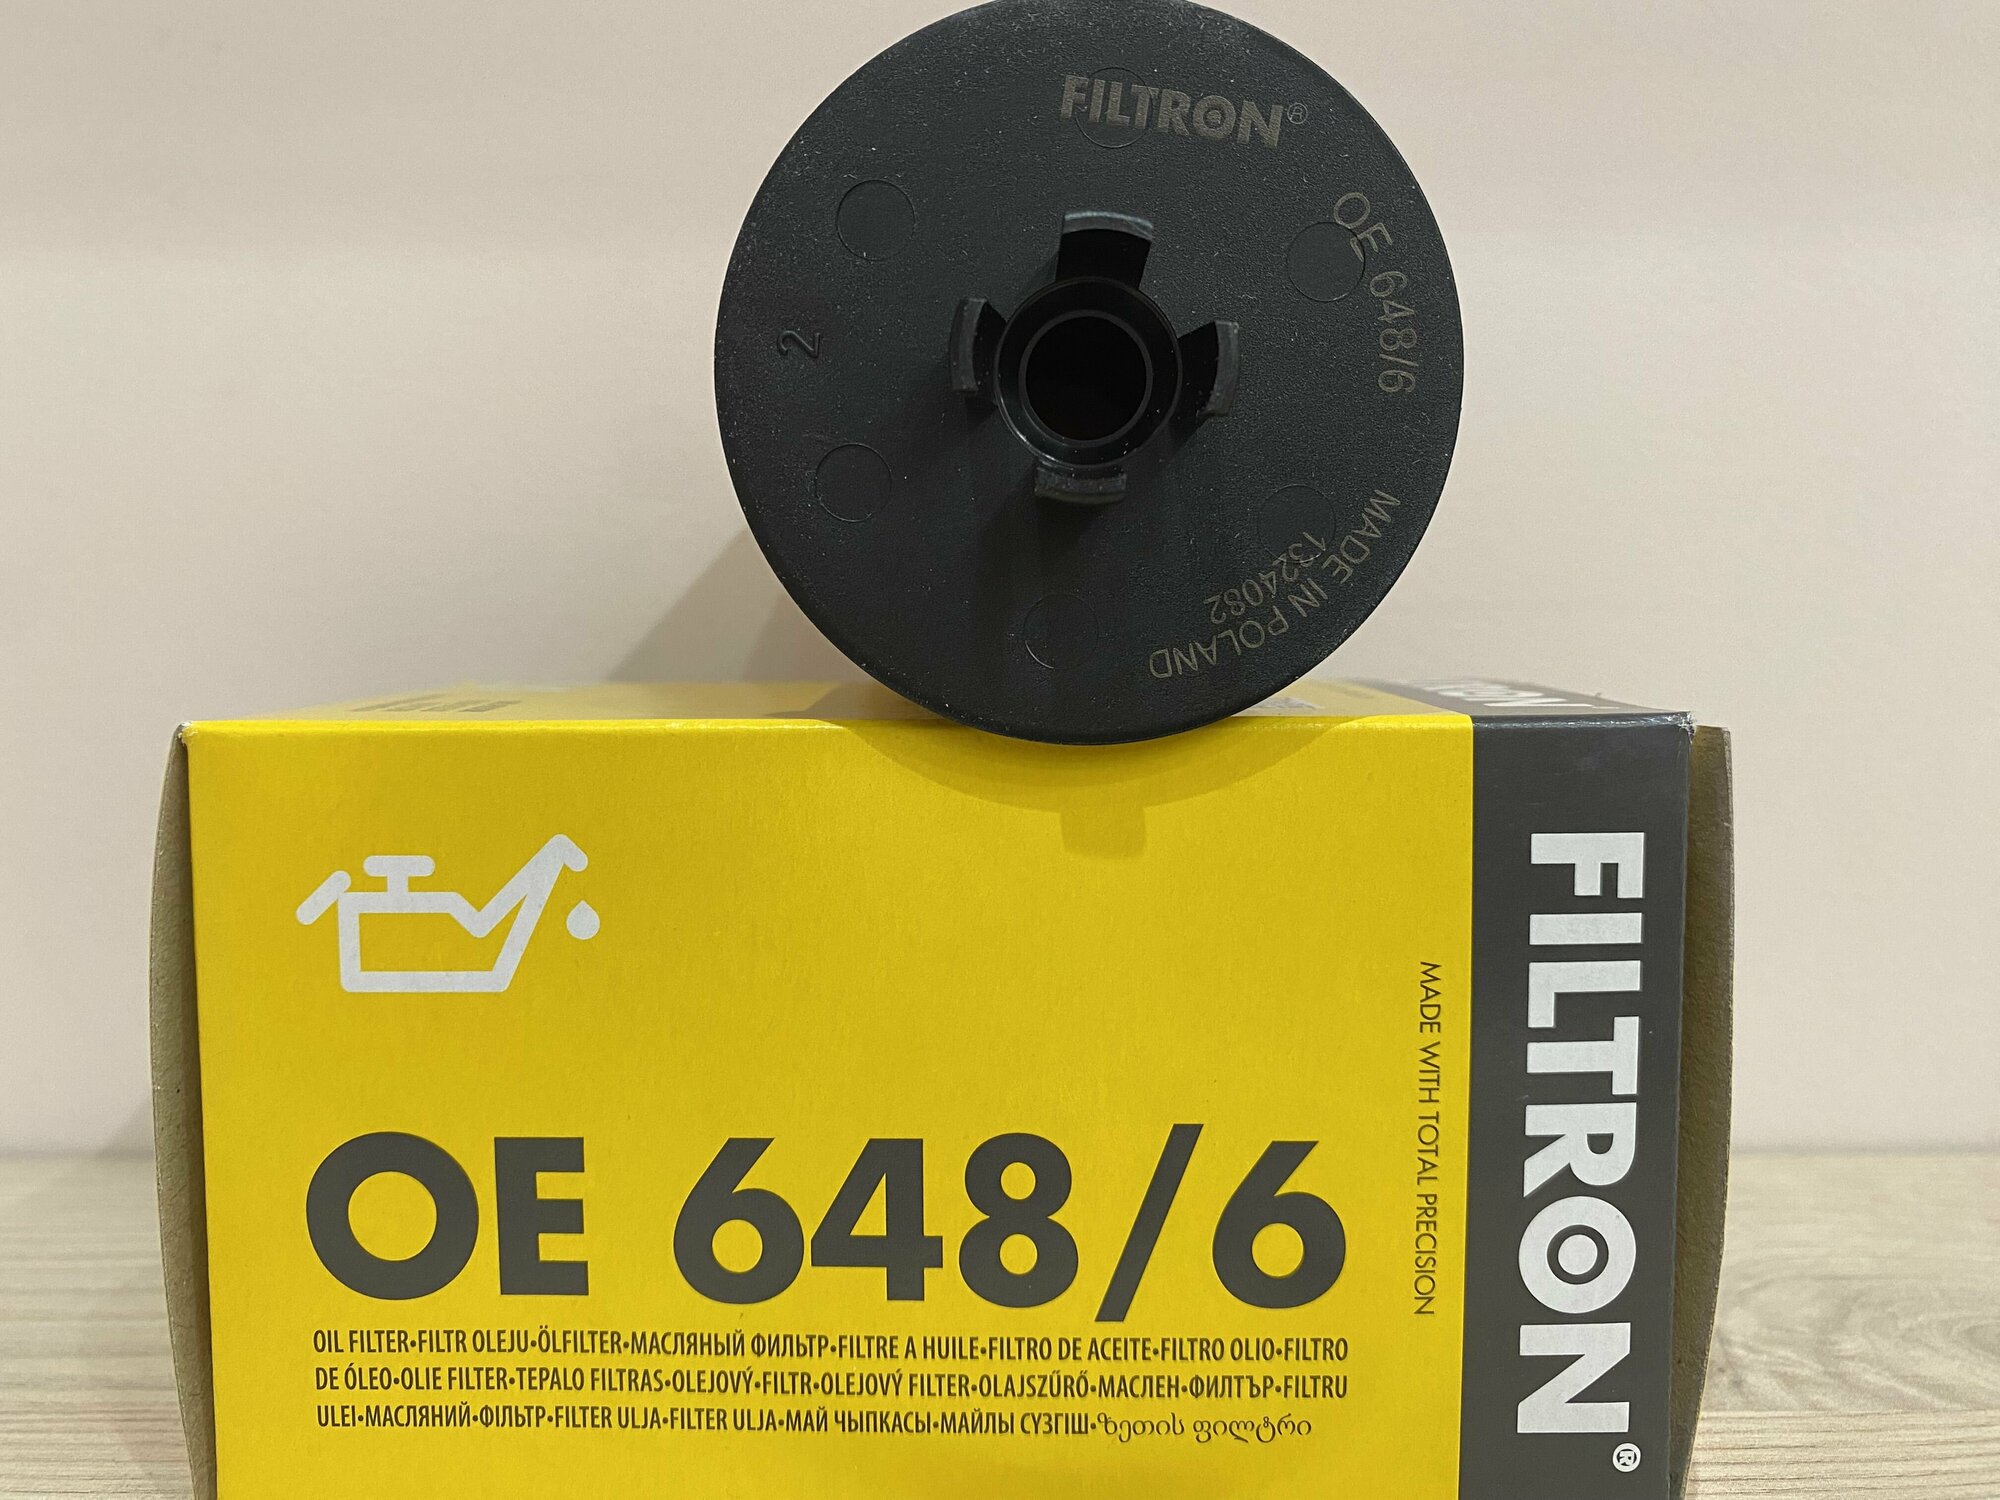 FILTRON®
OE 648/6
2
MADE IN POLAND
1324082
FILTRON®
MADE WITH TOTAL PRECISION
OE 648/6
OIL FILTER•FILTR OLEJU•ÖLFILTER•МАСЛЯНЫЙ ФИЛЬТР•FILTRE A HUILE•FILTRO DE ACEITE•FILTRO OLIO•FILTRO
DE ÓLEO•OLIE FILTER•TEPALO FILTRAS•OLEJOVÝ•FILTR•OLEJOVÝ FILTER•OLAJSZŰRŐ•МАСЛЕН•ФИЛТЪР•FILTRU
ULEI•МАСЛЯНИЙ•ФІЛЬТР•FILTER ULJA•FILTER ULJA•МАЙ ЧЫПКАСЫ•МАЙЛЫ СҮЗГІШ•ზეთის ფილტრი